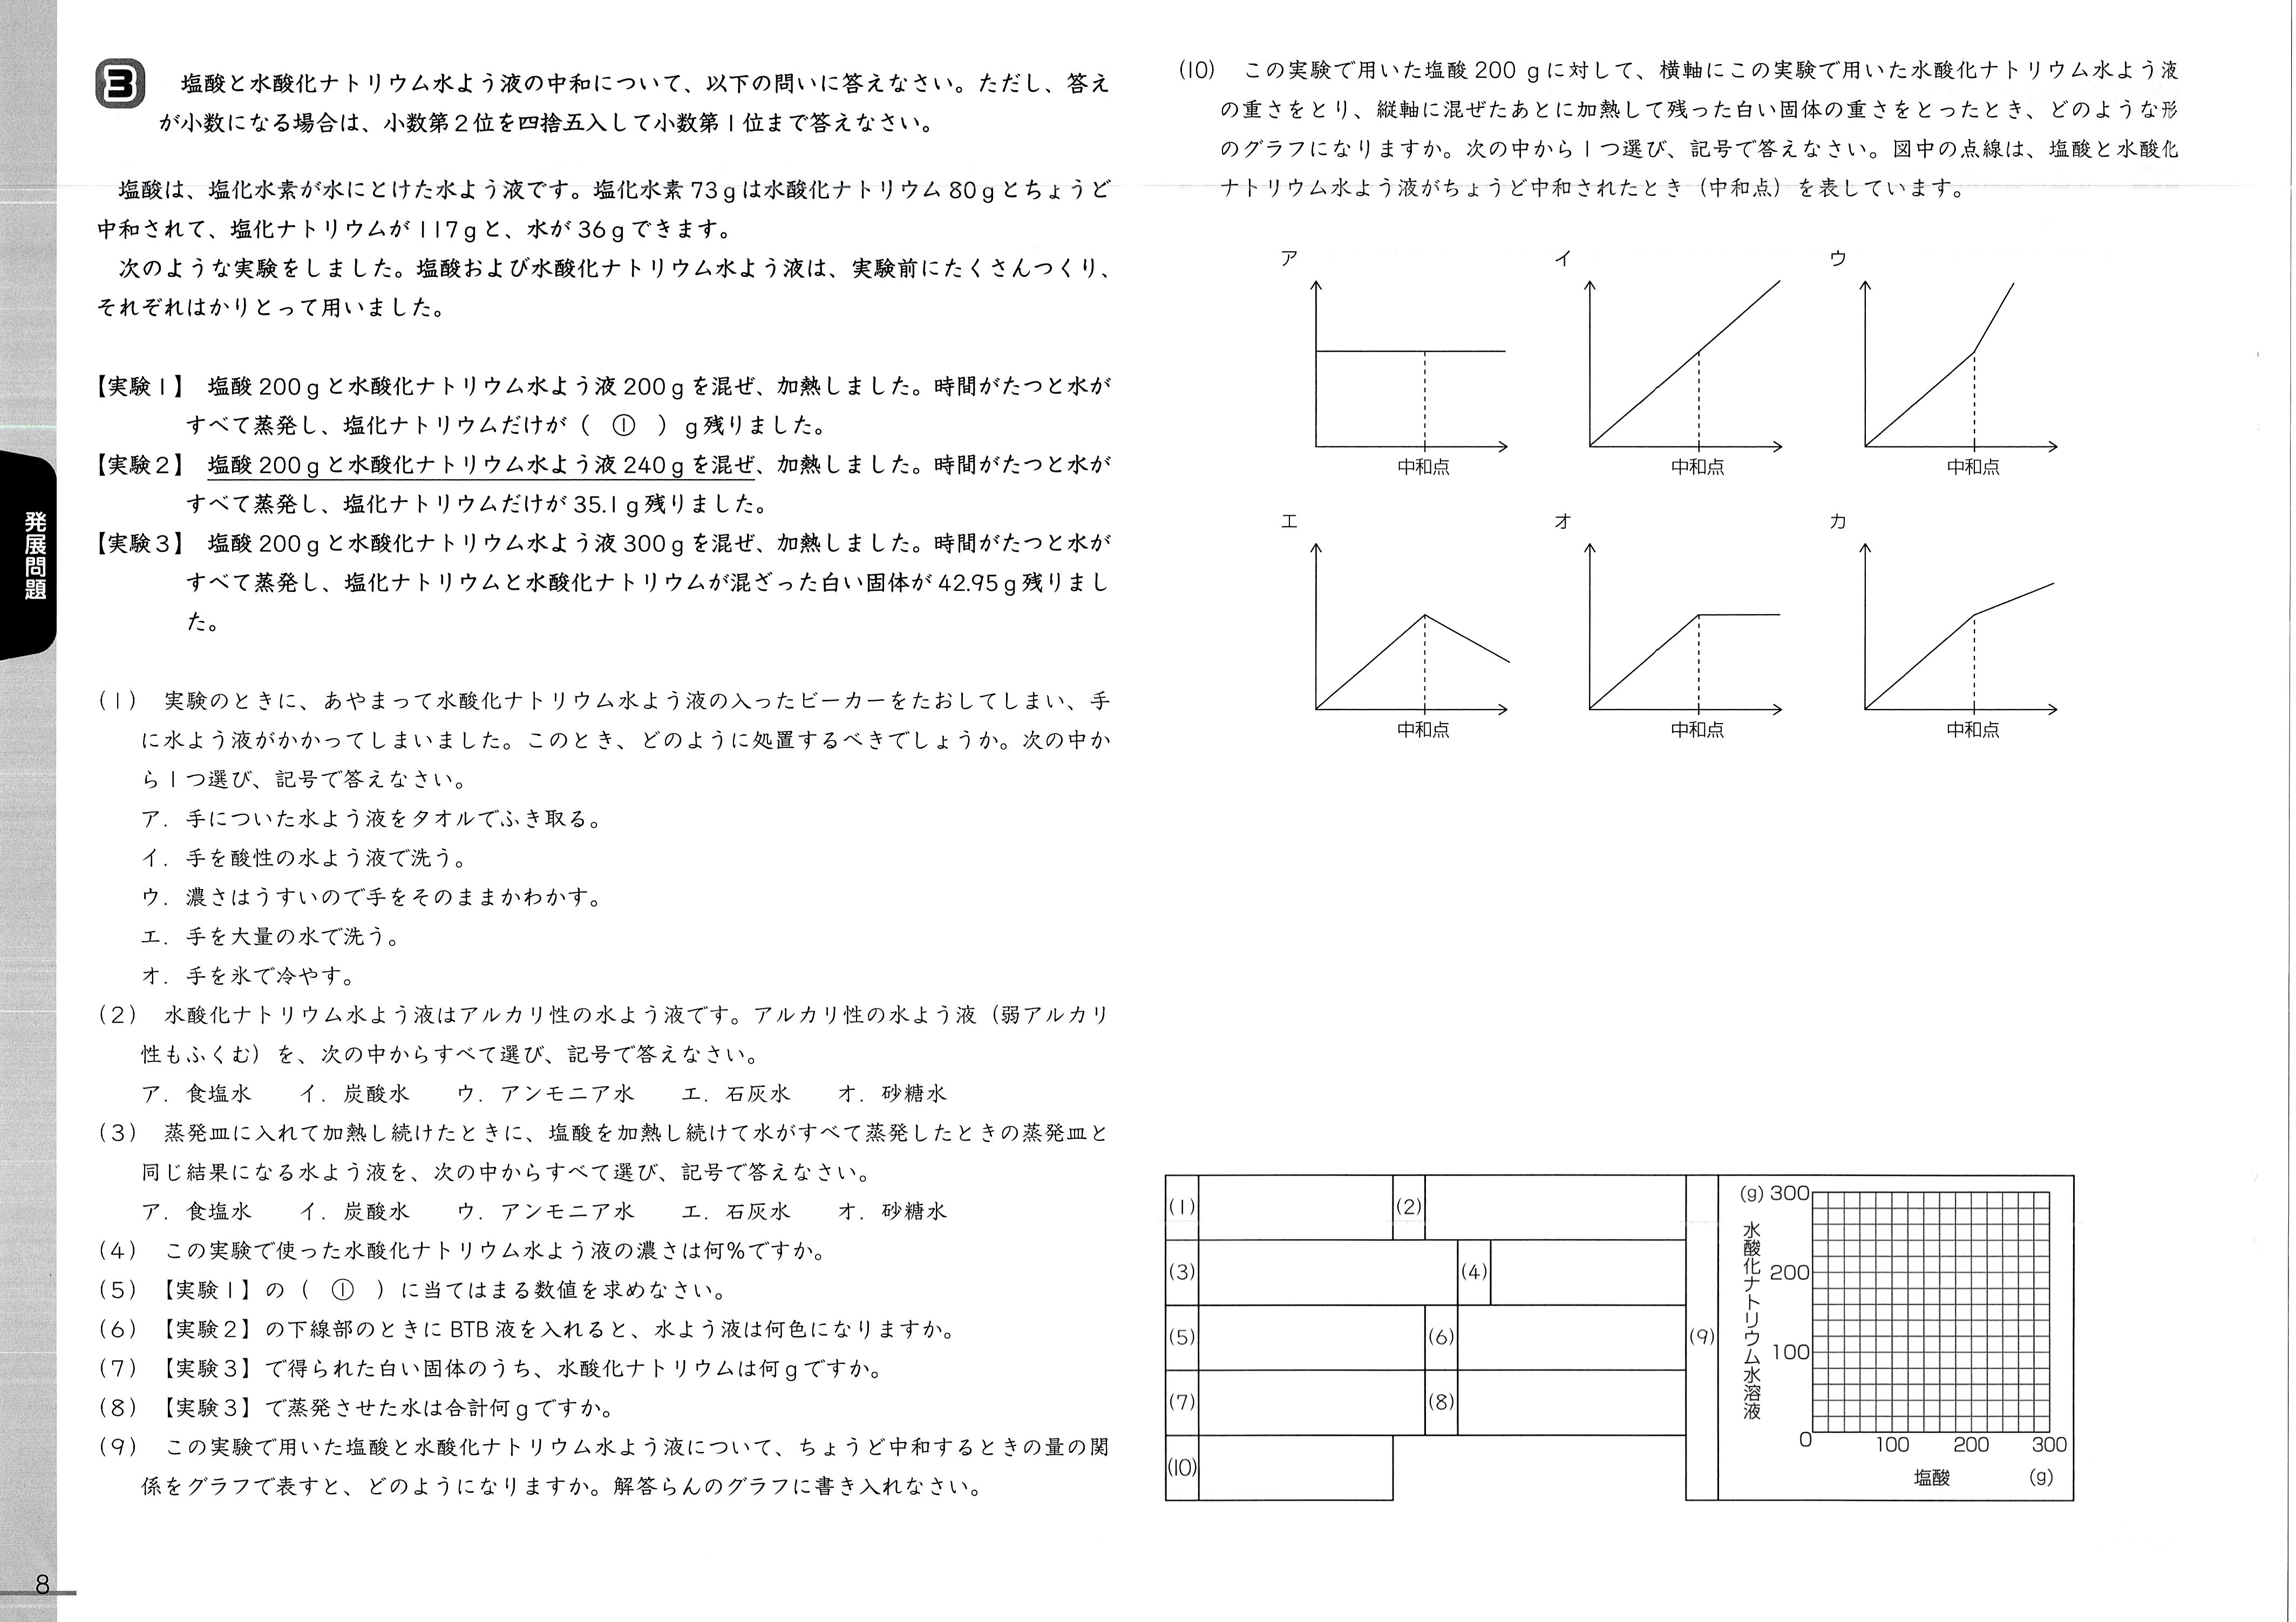 3 塩酸と水酸化ナトリウム水よう液の中和について、以下の問いに答えなさい。ただし、答え
が小数になる場合は、小数第2位を四捨五入して小数第1位まで答えなさい。
塩酸は、塩化水素が水にとけた水よう液です。塩化水素73gは水酸化ナトリウム80gとちょうど
中和されて、塩化ナトリウムが117gと、水が36gできます。
次のような実験をしました。塩酸および水酸化ナトリウム水よう液は、実験前にたくさんつくり、
それぞれはかりとって用いました。
【実験1】 塩酸200gと水酸化ナトリウム水よう液200gを混ぜ、加熱しました。時間がたつと水が
すべて蒸発し、塩化ナトリウムだけが( ① )g残りました。
【実験2】 塩酸200gと水酸化ナトリウム水よう液240gを混ぜ、加熱しました。時間がたつと水が
すべて蒸発し、塩化ナトリウムだけが35.1g残りました。
【実験3】 塩酸200gと水酸化ナトリウム水よう液300gを混ぜ、加熱しました。時間がたつと水が
すべて蒸発し、塩化ナトリウムと水酸化ナトリウムが混ざった白い固体が42.95g残りまし
た。
(1) 実験のときに、あやまって水酸化ナトリウム水よう液の入ったビーカーをたおしてしまい、手
に水よう液がかかってしまいました。このとき、どのように処置するべきでしょうか。次の中か
ら1つ選び、記号で答えなさい。
ア. 手についた水よう液をタオルでふき取る。
イ. 手を酸性の水よう液で洗う。
ウ. 濃さはうすいので手をそのままかわかす。
エ. 手を大量の水で洗う。
オ. 手を氷で冷やす。
(2) 水酸化ナトリウム水よう液はアルカリ性の水よう液です。アルカリ性の水よう液(弱アルカリ
性もふくむ)を、次の中からすべて選び、記号で答えなさい。
ア. 食塩水 イ. 炭酸水 ウ. アンモニア水 エ. 石灰水 オ. 砂糖水
(3) 蒸発皿に入れて加熱し続けたときに、塩酸を加熱し続けて水がすべて蒸発したときの蒸発皿と
同じ結果になる水よう液を、次の中からすべて選び、記号で答えなさい。
ア. 食塩水 イ. 炭酸水 ウ. アンモニア水 エ. 石灰水 オ. 砂糖水
(4) この実験で使った水酸化ナトリウム水よう液の濃さは何%ですか。
(5) 【実験1】の( ① )に当てはまる数値を求めなさい。
(6) 【実験2】の下線部のときにBTB液を入れると、水よう液は何色になりますか。
(7) 【実験3】で得られた白い固体のうち、水酸化ナトリウムは何gですか。
(8) 【実験3】で蒸発させた水は合計何gですか。
(9) この実験で用いた塩酸と水酸化ナトリウム水よう液について、ちょうど中和するときの量の関
係をグラフで表すと、どのようになりますか。解答らんのグラフに書き入れなさい。
発展問題
8
(10) この実験で用いた塩酸200gに対して、横軸にこの実験で用いた水酸化ナトリウム水よう液
の重さをとり、縦軸に混ぜたあとに加熱して残った白い固体の重さをとったとき、どのような形
のグラフになりますか。次の中から1つ選び、記号で答えなさい。図中の点線は、塩酸と水酸化
ナトリウム水よう液がちょうど中和されたとき(中和点)を表しています。
ア イ ウ
中和点 中和点 中和点
エ オ カ
中和点 中和点 中和点
(1) (2)
(3) (4)
(5) (6)
(7) (8)
(10)
(9)
(g) 300
200
100
0 100 200 300
水酸化ナトリウム水溶液
塩酸 (g)